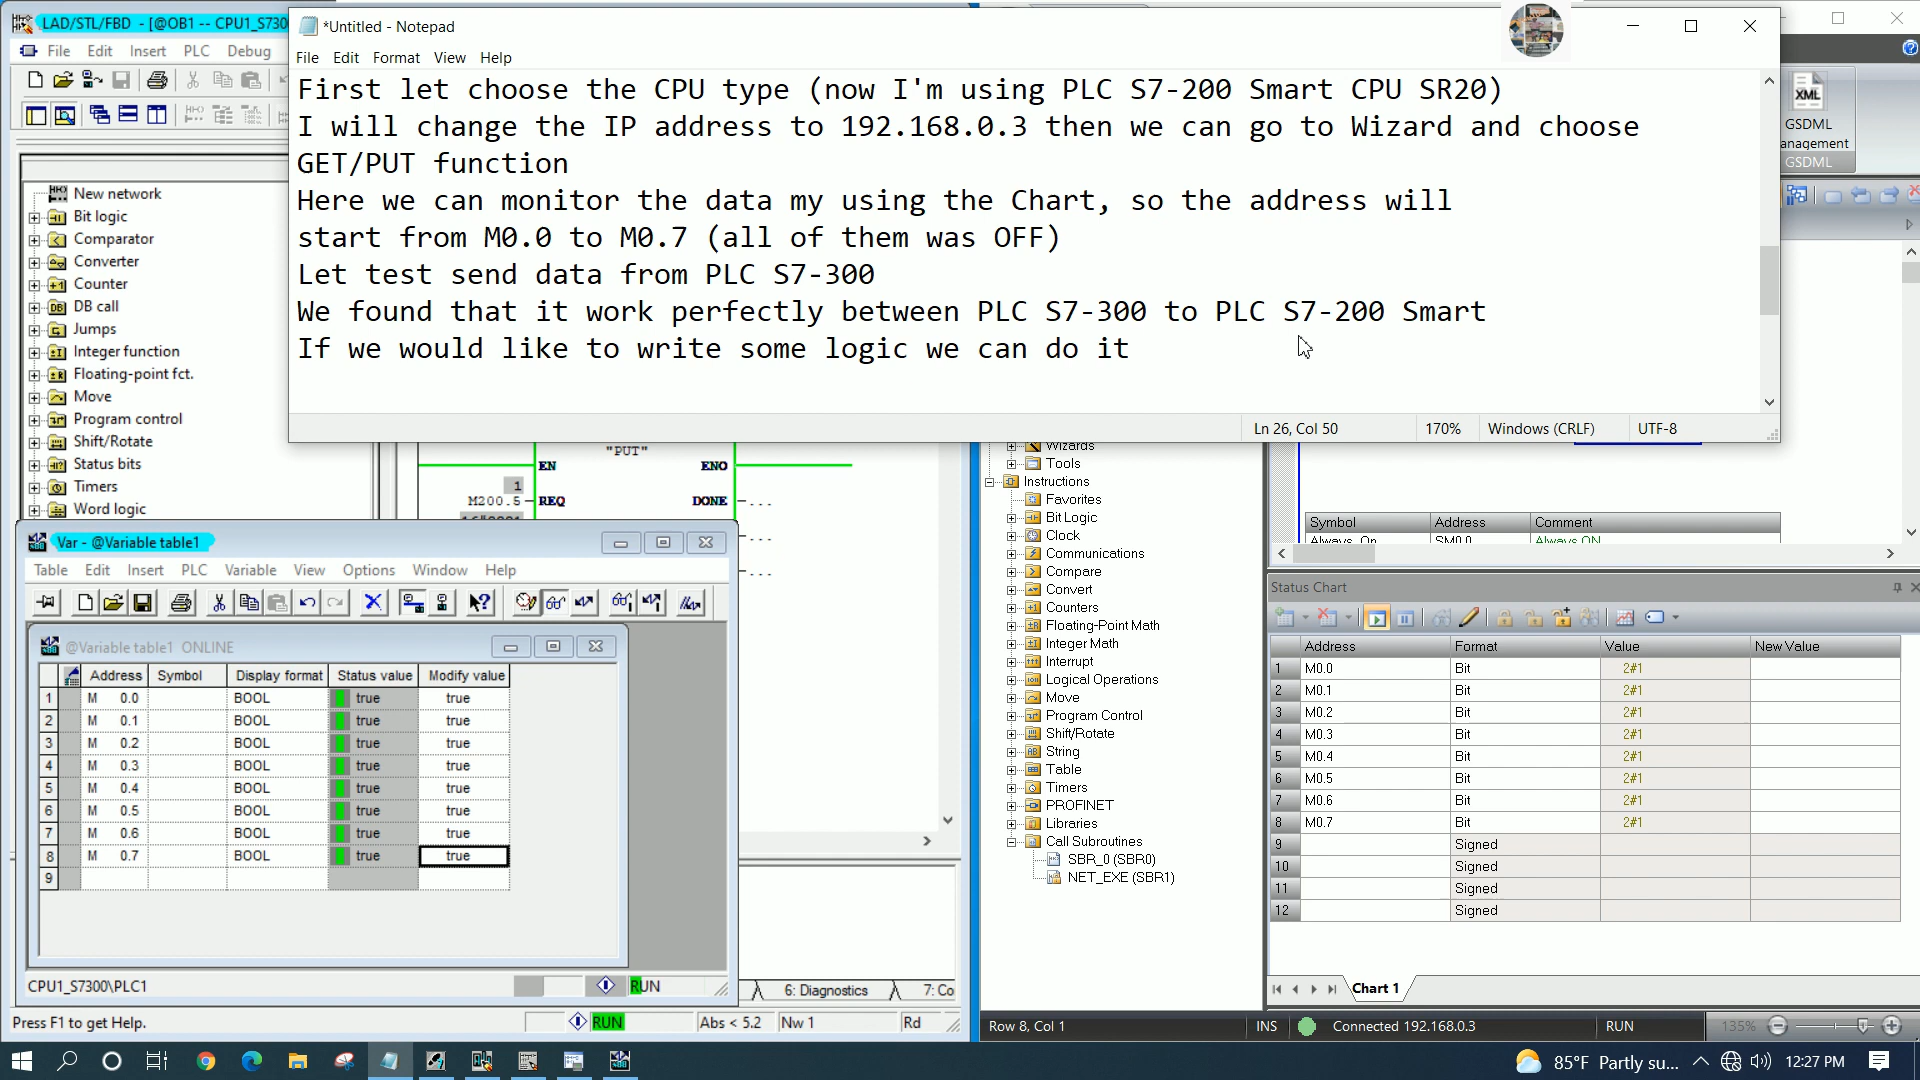 LAD/STL/FBD - [@OB1 -- CPU1_S730
File Edit Insert PLC Debug
*Untitled - Notepad
File Edit Format View Help
First let choose the CPU type (now I'm using PLC S7-200 Smart CPU SR20)
I will change the IP address to 192.168.0.3 then we can go to Wizard and choose
GET/PUT function
Here we can monitor the data my using the Chart, so the address will
start from M0.0 to M0.7 (all of them was OFF)
Let test send data from PLC S7-300
We found that it work perfectly between PLC S7-300 to PLC S7-200 Smart
If we would like to write some logic we can do it
Ln 26, Col 50 170% Windows (CRLF) UTF-8
XML
GSDML
anagement
GSDML
New network
Bit logic
Comparator
Converter
Counter
DB call
Jumps
Integer function
Floating-point fct.
Move
Program control
Shift/Rotate
Status bits
Timers
Word logic
"PUT"
EN ENO
1
M200.5 REQ DONE ...
...
...
Var - @Variable table1
Table Edit Insert PLC Variable View Options Window Help
@Variable table1 ONLINE
Address Symbol Display format Status value Modify value
1 M 0.0 BOOL true true
2 M 0.1 BOOL true true
3 M 0.2 BOOL true true
4 M 0.3 BOOL true true
5 M 0.4 BOOL true true
6 M 0.5 BOOL true true
7 M 0.6 BOOL true true
8 M 0.7 BOOL true true
9
CPU1_S7300\PLC1 RUN
6: Diagnostics 7: Co
Press F1 to get Help. RUN Abs < 5.2 Nw 1 Rd
Wizards
Tools
Instructions
Favorites
Bit Logic
Clock
Communications
Compare
Convert
Counters
Floating-Point Math
Integer Math
Interrupt
Logical Operations
Move
Program Control
Shift/Rotate
String
Table
Timers
PROFINET
Libraries
Call Subroutines
SBR_0 (SBR0)
NET_EXE (SBR1)
Symbol Address Comment
Always_On SM0.0 Always ON
Status Chart
Address Format Value New Value
1 M0.0 Bit 2#1
2 M0.1 Bit 2#1
3 M0.2 Bit 2#1
4 M0.3 Bit 2#1
5 M0.4 Bit 2#1
6 M0.5 Bit 2#1
7 M0.6 Bit 2#1
8 M0.7 Bit 2#1
9 Signed
10 Signed
11 Signed
12 Signed
Chart 1
Row 8, Col 1 INS Connected 192.168.0.3 RUN 135%
85°F Partly su... 12:27 PM